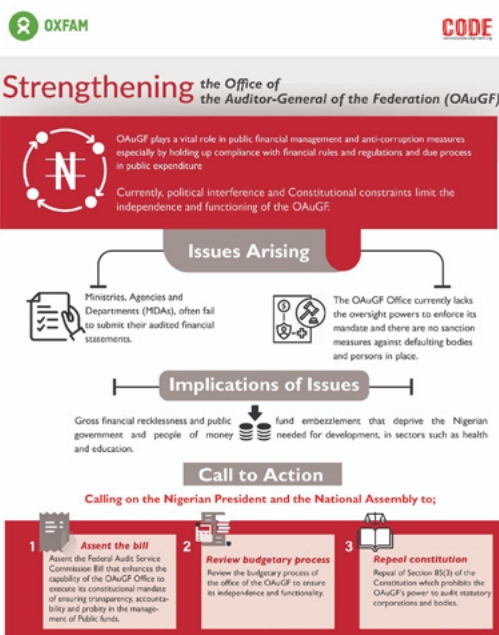 OXFAM
CODE
Strengthening the Office of
the Auditor-General of the Federation (OAuGF)
OAuGF plays a vital role in public financial management and anti-corruption measures
especially by holding up compliance with financial rules and regulations and due process
in public expenditure
Currently, political interference and Constitutional constraints limit the
independence and functioning of the OAuGF.
N
Issues Arising
Ministries, Agencies and
Departments (MDAs), often fail
to submit their audited financial
statements.
The OAuGF Office currently lacks
the oversight powers to enforce its
mandate and there are no sanction
measures against defaulting bodies
and persons in place.
Implications of Issues
Gross financial recklessness and public fund embezzlement that deprive the Nigerian
government and people of money needed for development, in sectors such as health
and education.
Call to Action
Calling on the Nigerian President and the National Assembly to;
1 Assent the bill
Assent the Federal Audit Service
Commission Bill that enhances the
capability of the OAuGF Office to
execute its constitutional mandate
of ensuring transparency, accounta-
bility and probity in the manage-
ment of Public funds.
2 Review budgetary process
Review the budgetary process of
the office of the OAuGF to ensure
its independence and functionality.
3 Repeal constitution
Repeal of Section 85(3) of the
Constitution which prohibits the
OAuGF's power to audit statutory
corporations and bodies.